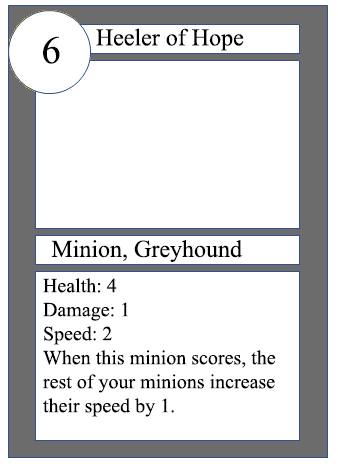 6
Heeler of Hope
Minion, Greyhound
Health: 4
Damage: 1
Speed: 2
When this minion scores, the
rest of your minions increase
their speed by 1.